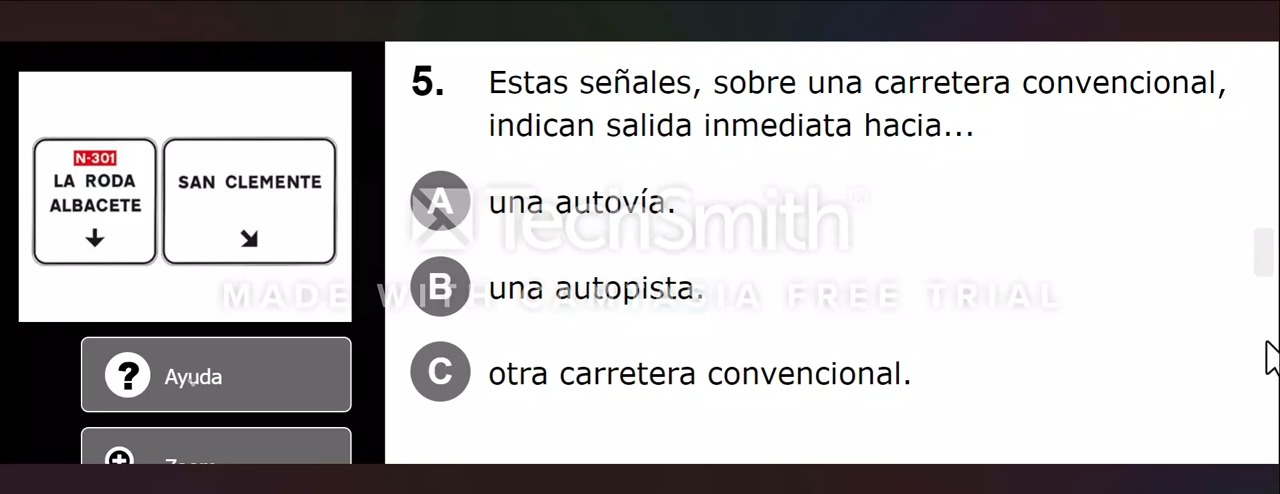 N-301
LA RODA
ALBACETE
SAN CLEMENTE
5. Estas señales, sobre una carretera convencional,
indican salida inmediata hacia...
A una autovía.
B una autopista.
C otra carretera convencional.
TechSmith®
MADE WITH CAMTASIA FREE TRIAL
? Ayuda
Zoom